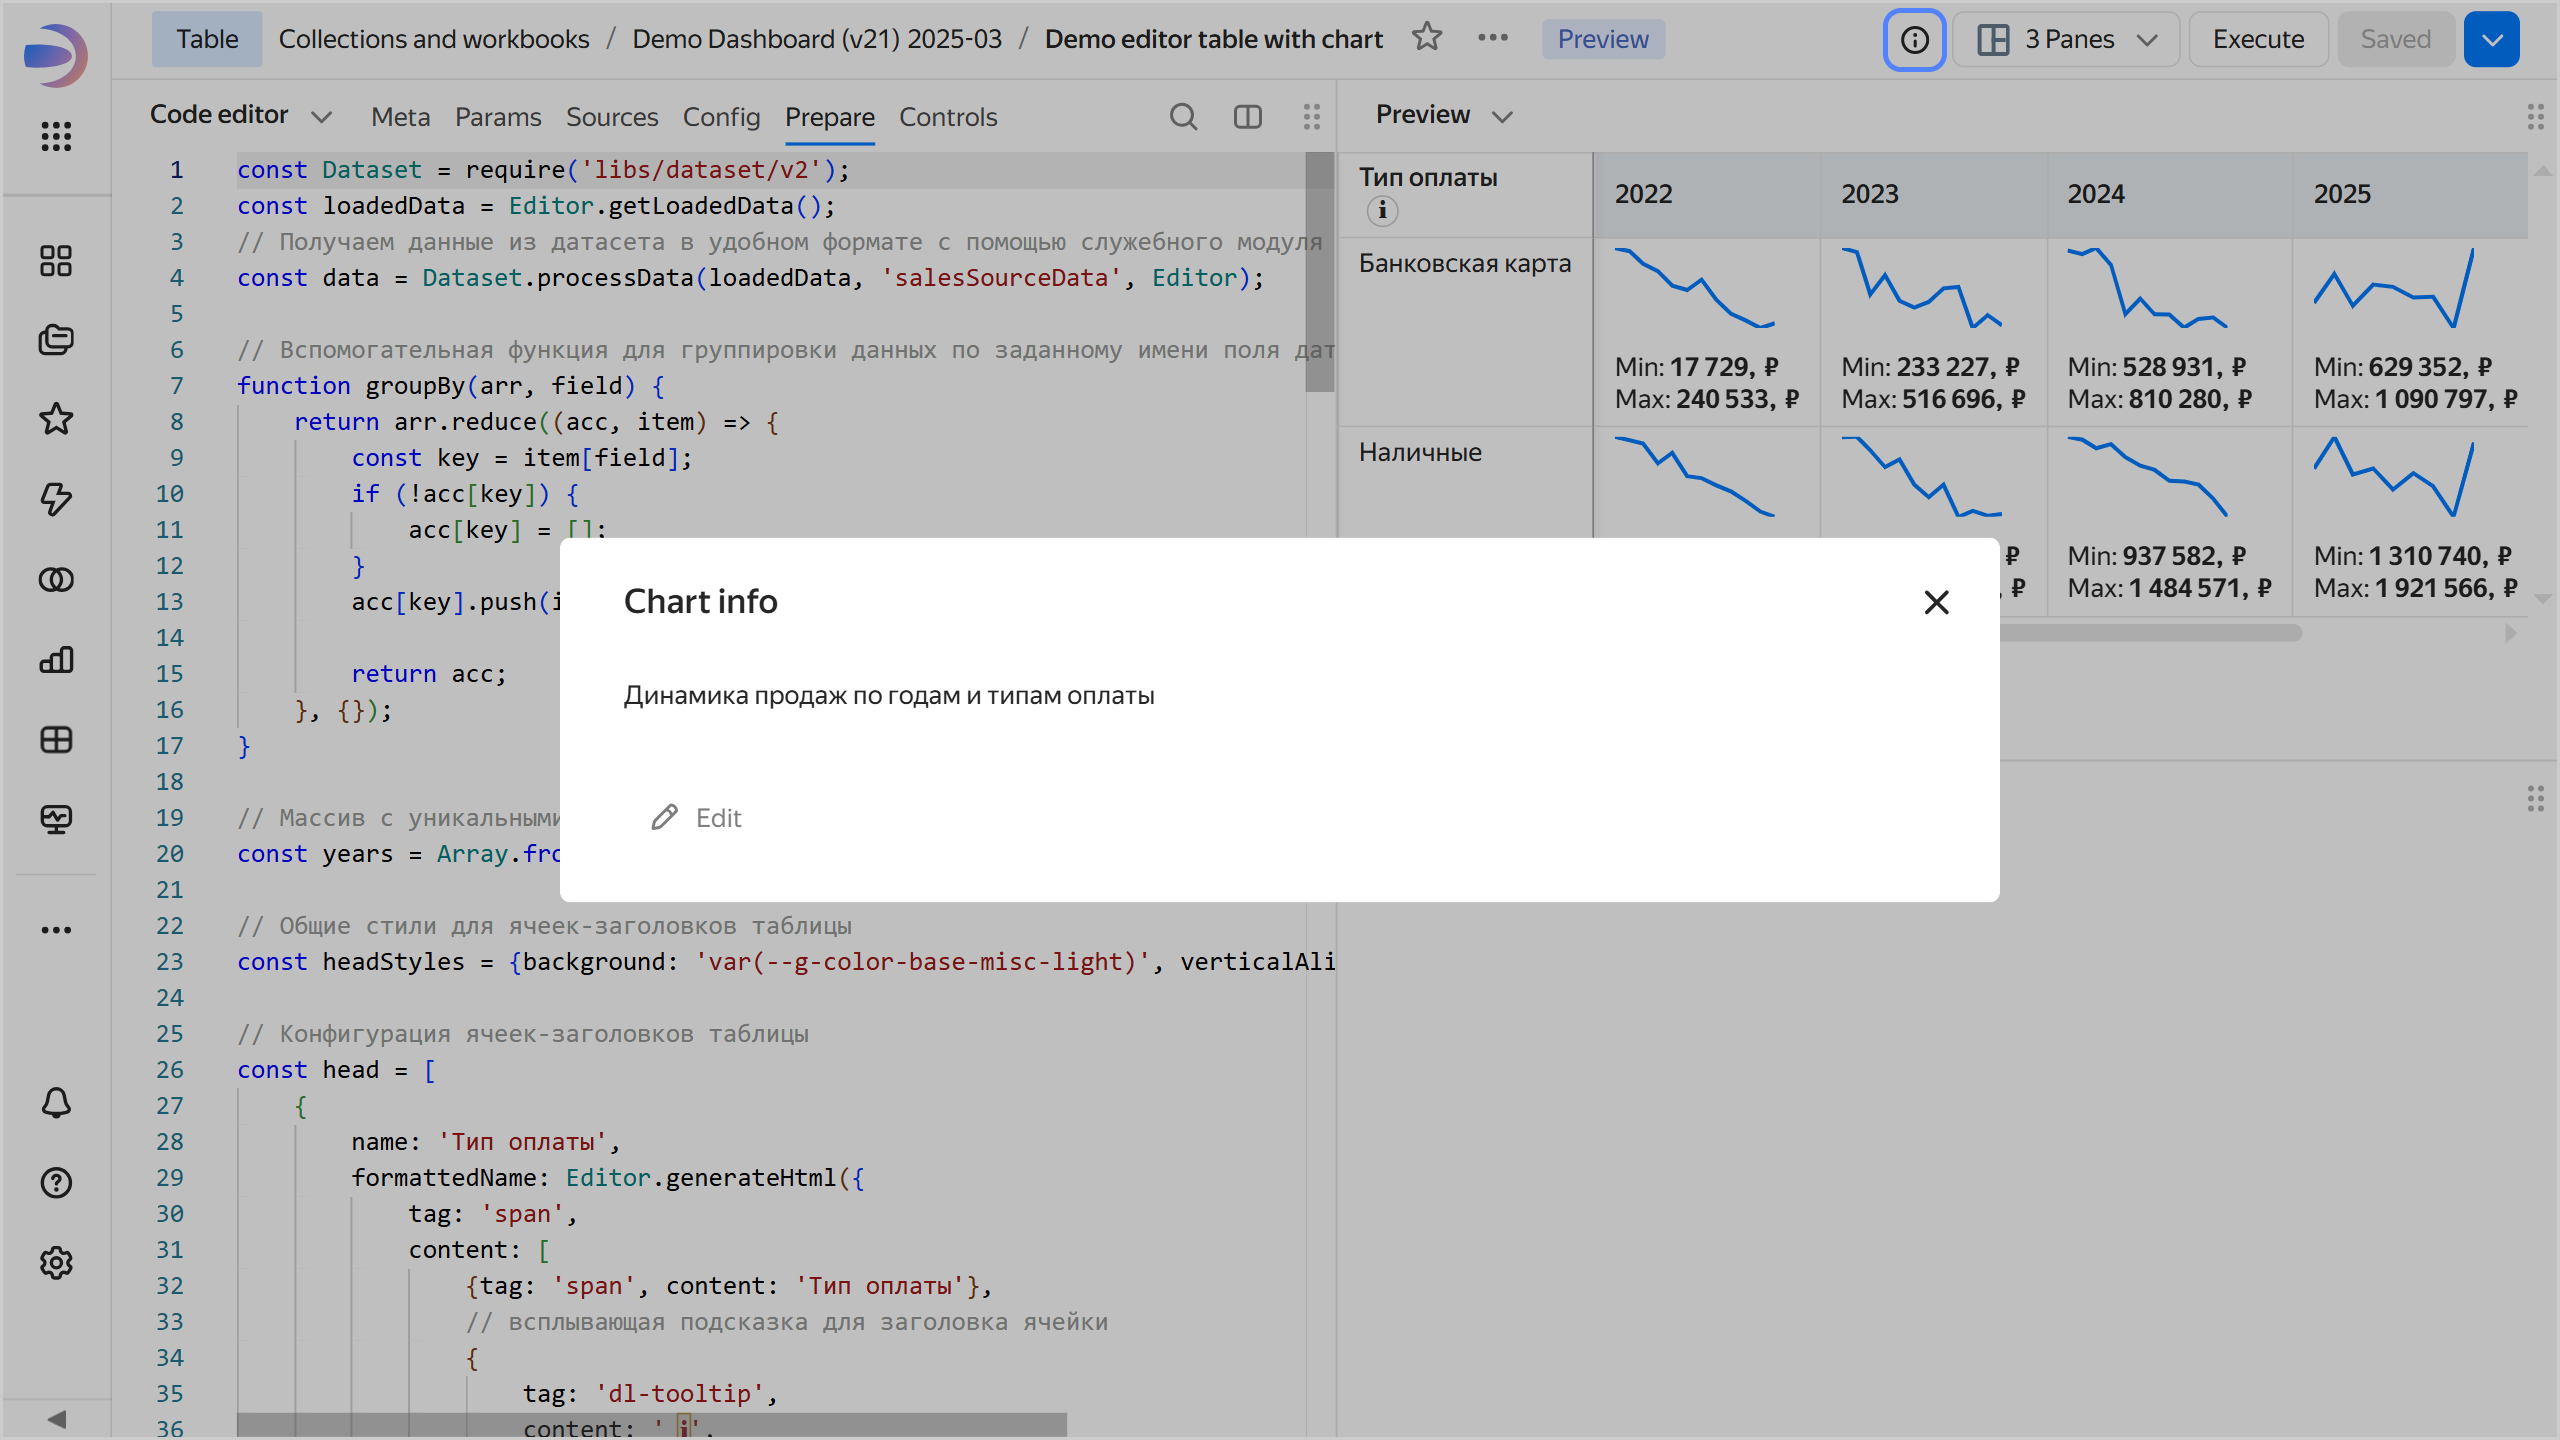 Table Collections and workbooks / Demo Dashboard (v21) 2025-03 / Demo editor table with chart Preview 3 Panes Execute Saved
Code editor Meta Params Sources Config Prepare Controls
1 const Dataset = require('libs/dataset/v2');
2 const loadedData = Editor.getLoadedData();
3 // Получаем данные из датасета в удобном формате с помощью служебного модуля
4 const data = Dataset.processData(loadedData, 'salesSourceData', Editor);
5
6 // Вспомогательная функция для группировки данных по заданному имени поля дат
7 function groupBy(arr, field) {
8 return arr.reduce((acc, item) => {
9 const key = item[field];
10 if (!acc[key]) {
11 acc[key] = [];
12 }
13 acc[key].push(i
14
15 return acc;
16 }, {});
17 }
18
19 // Массив с уникальными
20 const years = Array.fro
21
22 // Общие стили для ячеек-заголовков таблицы
23 const headStyles = {background: 'var(--g-color-base-misc-light)', verticalAli
24
25 // Конфигурация ячеек-заголовков таблицы
26 const head = [
27 {
28 name: 'Тип оплаты',
29 formattedName: Editor.generateHtml({
30 tag: 'span',
31 content: [
32 {tag: 'span', content: 'Тип оплаты'},
33 // всплывающая подсказка для заголовка ячейки
34 {
35 tag: 'dl-tooltip',
36 content: ' i',
Preview
Тип оплаты 2022 2023 2024 2025
i
Банковская карта
Min: 17 729, ₽ Min: 233 227, ₽ Min: 528 931, ₽ Min: 629 352, ₽
Max: 240 533, ₽ Max: 516 696, ₽ Max: 810 280, ₽ Max: 1 090 797, ₽
Наличные
₽ Min: 937 582, ₽ Min: 1 310 740, ₽
, ₽ Max: 1 484 571, ₽ Max: 1 921 566, ₽
Chart info
Динамика продаж по годам и типам оплаты
Edit